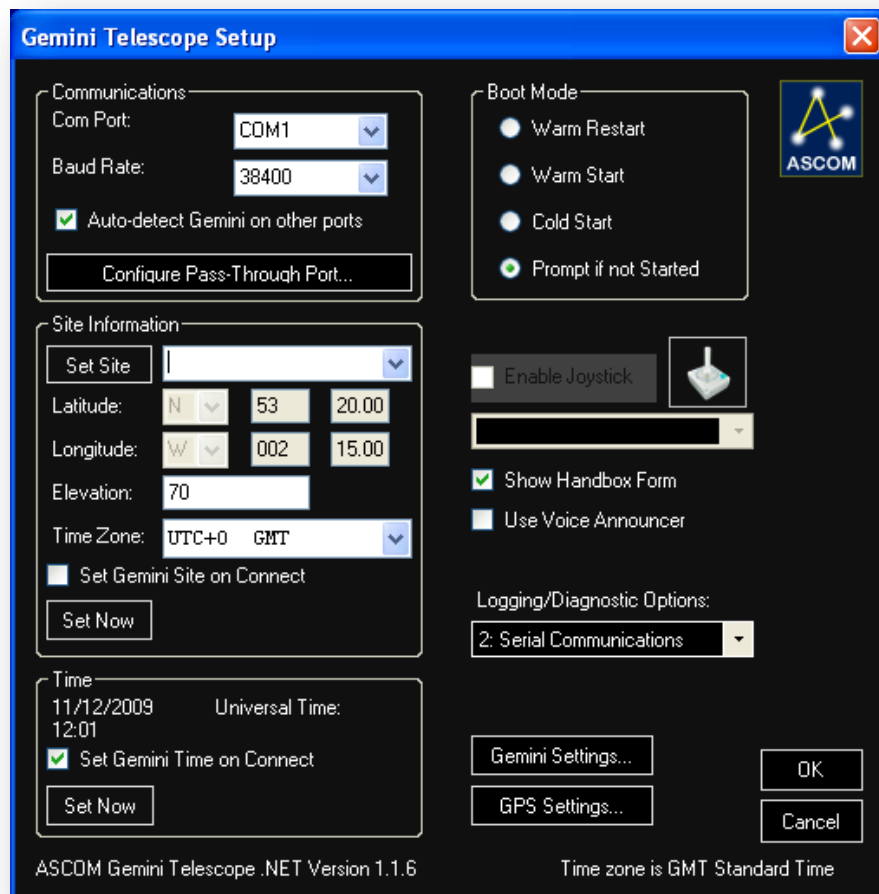 Gemini Telescope Setup
Communications
Com Port:
COM1
Baud Rate:
38400
Auto-detect Gemini on other ports
Configure Pass-Through Port...
Site Information
Set Site
Latitude:
N 53 20.00
Longitude:
W 002 15.00
Elevation:
70
Time Zone:
UTC+0 GMT
Set Gemini Site on Connect
Set Now
Time
11/12/2009 Universal Time:
12:01
Set Gemini Time on Connect
Set Now
ASCOM Gemini Telescope .NET Version 1.1.6
Boot Mode
Warm Restart
Warm Start
Cold Start
Prompt if not Started
ASCOM
Enable Joystick
Show Handbox Form
Use Voice Announcer
Logging/Diagnostic Options:
2: Serial Communications
Gemini Settings...
GPS Settings...
OK
Cancel
Time zone is GMT Standard Time